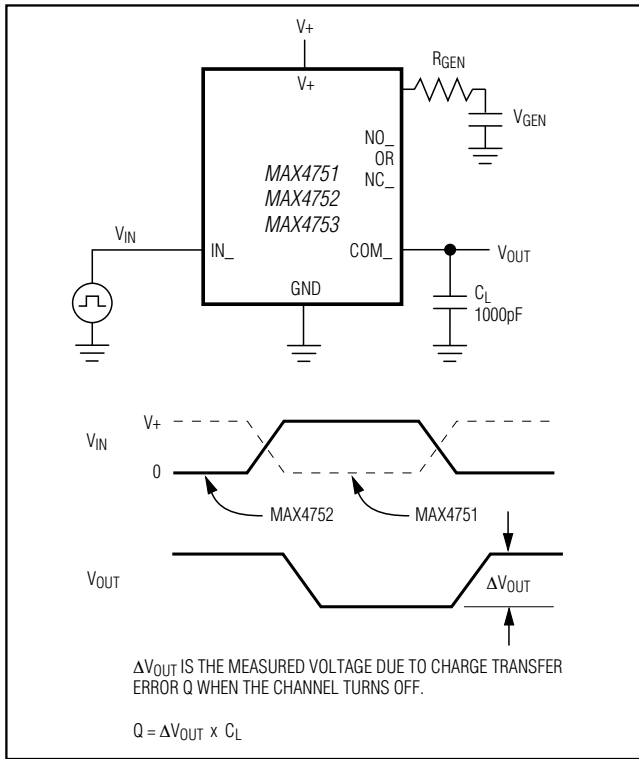 V+
V+
RGEN
VGEN
NO_
OR
NC_
MAX4751
MAX4752
MAX4753
VIN
IN_
COM_
VOUT
GND
CL
1000pF
VIN
V+
0
MAX4752
MAX4751
VOUT
ΔVOUT
ΔVOUT IS THE MEASURED VOLTAGE DUE TO CHARGE TRANSFER
ERROR Q WHEN THE CHANNEL TURNS OFF.
Q = ΔVOUT x CL